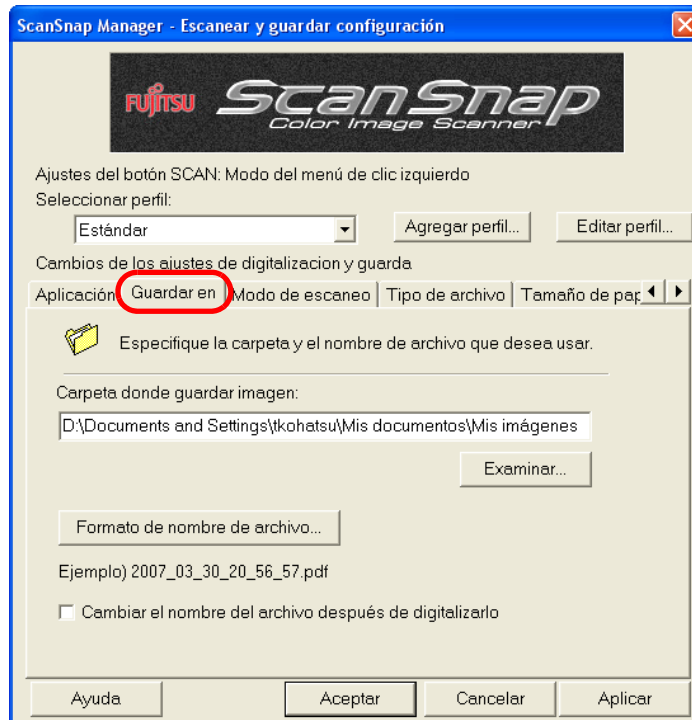 ScanSnap Manager - Escanear y guardar configuración
FUJITSU ScanSnap
Color Image Scanner
Ajustes del botón SCAN: Modo del menú de clic izquierdo
Seleccionar perfil:
Estándar Agregar perfil... Editar perfil...
Cambios de los ajustes de digitalizacion y guarda
Aplicación Guardar en Modo de escaneo Tipo de archivo Tamaño de pap
Especifique la carpeta y el nombre de archivo que desea usar.
Carpeta donde guardar imagen:
D:\Documents and Settings\tkohatsu\Mis documentos\Mis imágenes
Examinar...
Formato de nombre de archivo...
Ejemplo) 2007_03_30_20_56_57.pdf
Cambiar el nombre del archivo después de digitalizarlo
Ayuda Aceptar Cancelar Aplicar